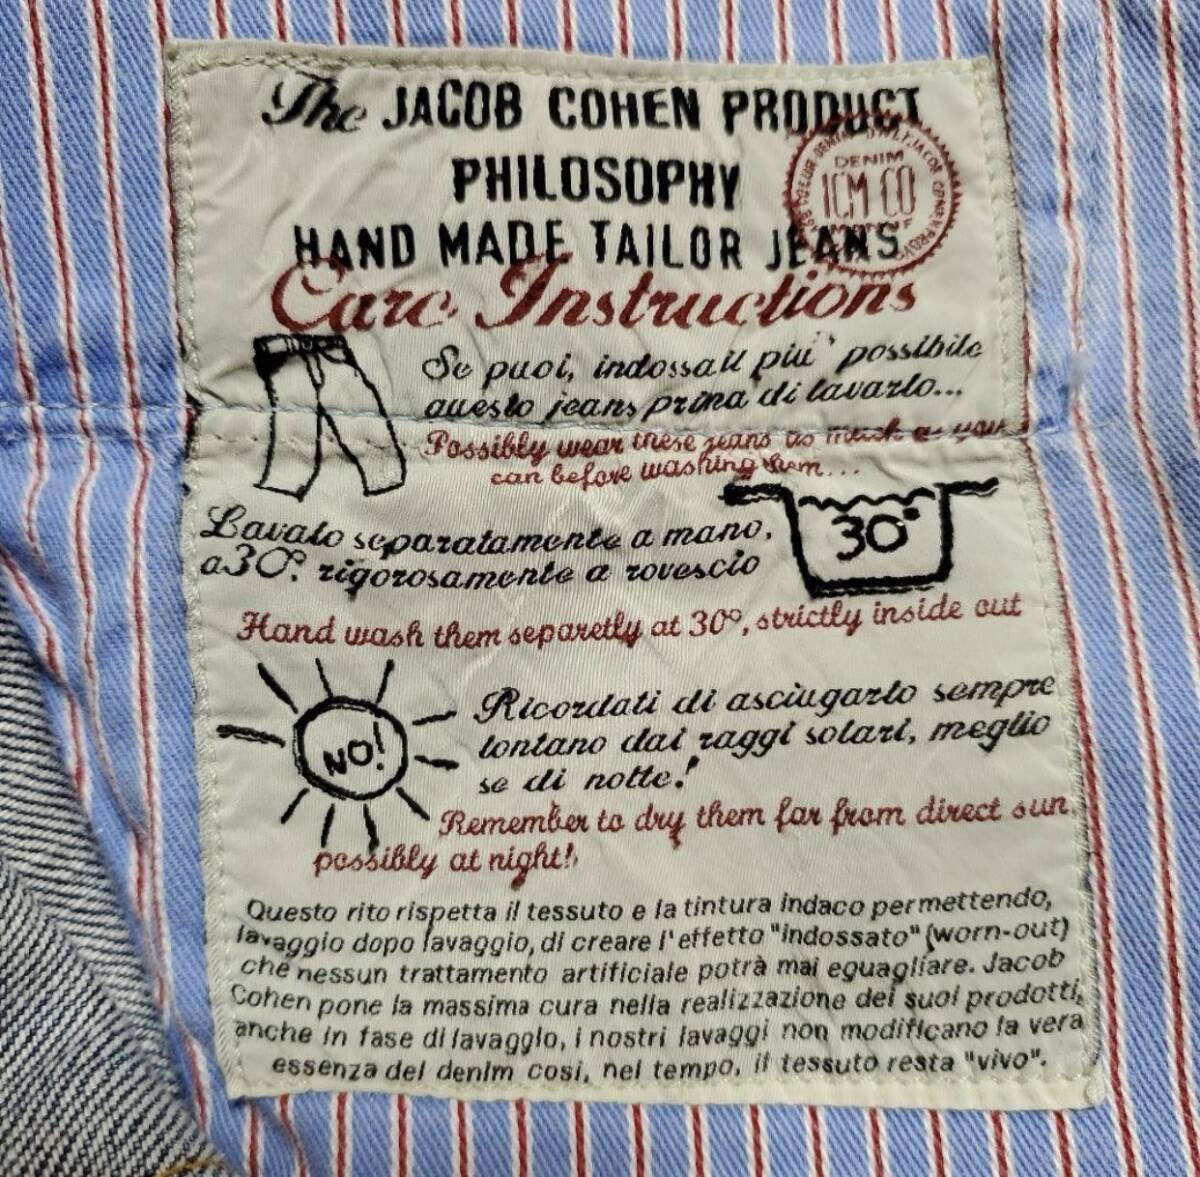 The JACOB COHEN PRODUCT
PHILOSOPHY
DENIM
HAND MADE TAILOR JEANS
Care Instructions
Se puoi, indossali piu' possibile
questo jeans prima di lavarlo...
Possibly wear these jeans as much as you
can before washing them...
30°
Lavalo separatamente a mano,
a 30°. rigorosamente a rovescio
Hand wash them separetly at 30°, strictly inside out
NO!
Ricordati di asciugarlo sempre
lontano dai raggi solari, meglio
se di notte!
Remember to dry them far from direct sun
possibly at night!
Questo rito rispetta il tessuto e la tintura indaco permettendo,
lavaggio dopo lavaggio, di creare l'effetto "indossato" (worn-out)
che nessun trattamento artificiale potrà mai eguagliare. Jacob
Cohen pone la massima cura nella realizzazione dei suoi prodotti,
anche in fase di lavaggio, i nostri lavaggi non modificano la vera
essenza del denim cosi, nel tempo, il tessuto resta "vivo".